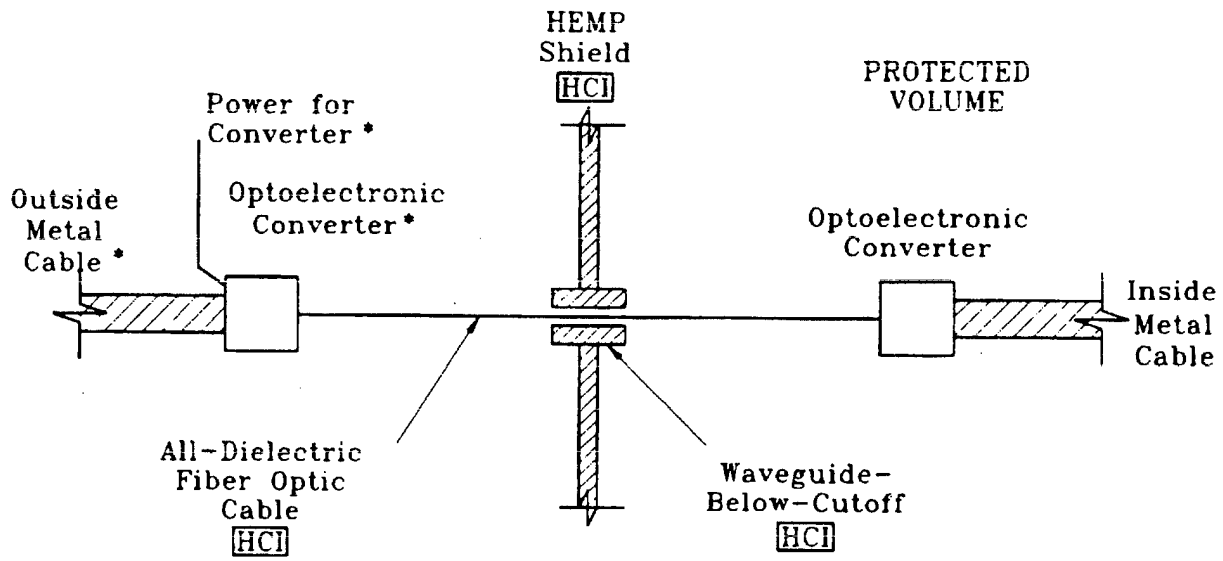 HEMP
Shield
HCI
PROTECTED
VOLUME
Power for
Converter *
Outside
Metal
Cable *
Optoelectronic
Converter *
Optoelectronic
Converter
Inside
Metal
Cable
All-Dielectric
Fiber Optic
Cable
HCI
Waveguide-
Below-Cutoff
HCI